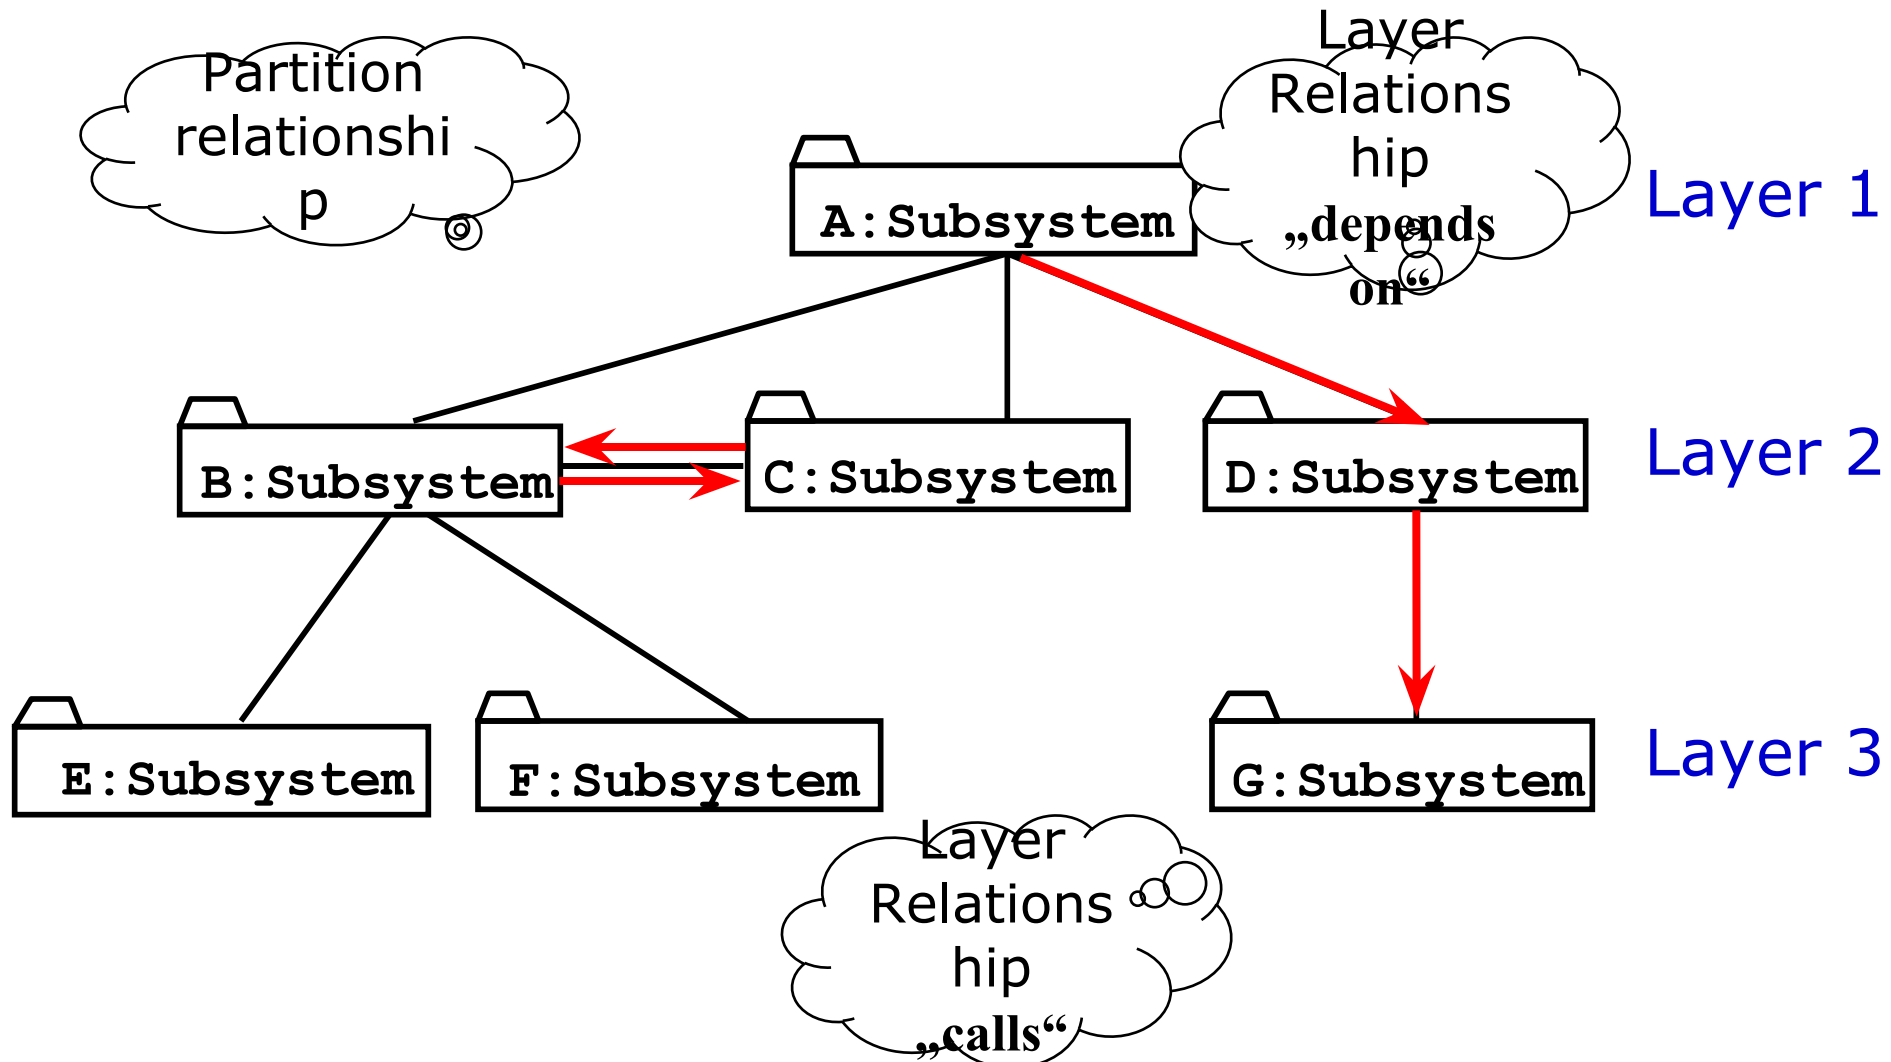 Partition
relationshi
p
Layer
Relations
hip
„depends
on“
Layer 1
A:Subsystem
B:Subsystem
C:Subsystem
D:Subsystem
Layer 2
E:Subsystem
F:Subsystem
G:Subsystem
Layer 3
Layer
Relations
hip
„calls“